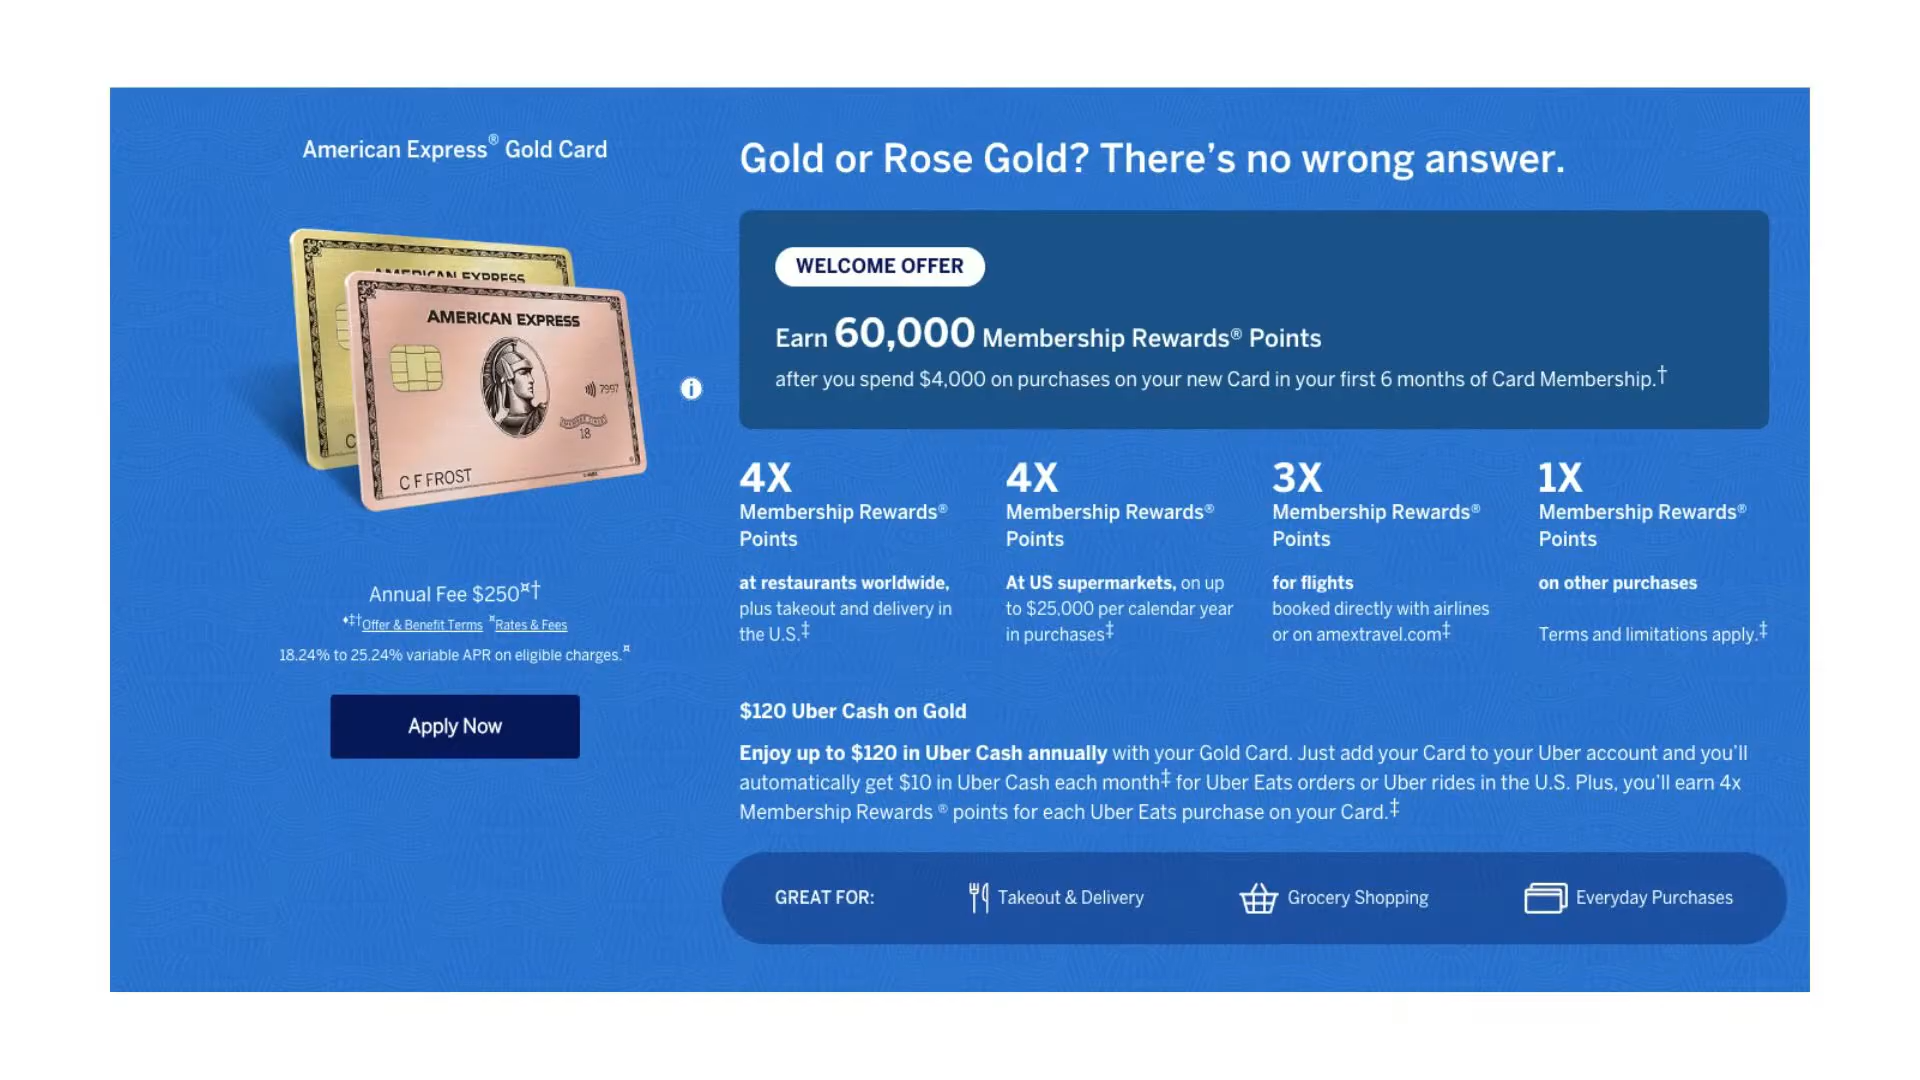 American Express® Gold Card
AMERICAN EXPRESS
AMERICAN EXPRESS
7997
MEMBER SINCE
18
C
C F FROST
Annual Fee $250¤†
♦‡†Offer & Benefit Terms ¤Rates & Fees
18.24% to 25.24% variable APR on eligible charges.¤
Apply Now
Gold or Rose Gold? There's no wrong answer.
WELCOME OFFER
Earn 60,000 Membership Rewards® Points
after you spend $4,000 on purchases on your new Card in your first 6 months of Card Membership.†
4X
Membership Rewards®
Points
at restaurants worldwide,
plus takeout and delivery in
the U.S.‡
4X
Membership Rewards®
Points
At US supermarkets, on up
to $25,000 per calendar year
in purchases‡
3X
Membership Rewards®
Points
for flights
booked directly with airlines
or on amextravel.com‡
1X
Membership Rewards®
Points
on other purchases
Terms and limitations apply.‡
$120 Uber Cash on Gold
Enjoy up to $120 in Uber Cash annually with your Gold Card. Just add your Card to your Uber account and you'll
automatically get $10 in Uber Cash each month‡ for Uber Eats orders or Uber rides in the U.S. Plus, you'll earn 4x
Membership Rewards ® points for each Uber Eats purchase on your Card.‡
GREAT FOR:
Takeout & Delivery
Grocery Shopping
Everyday Purchases